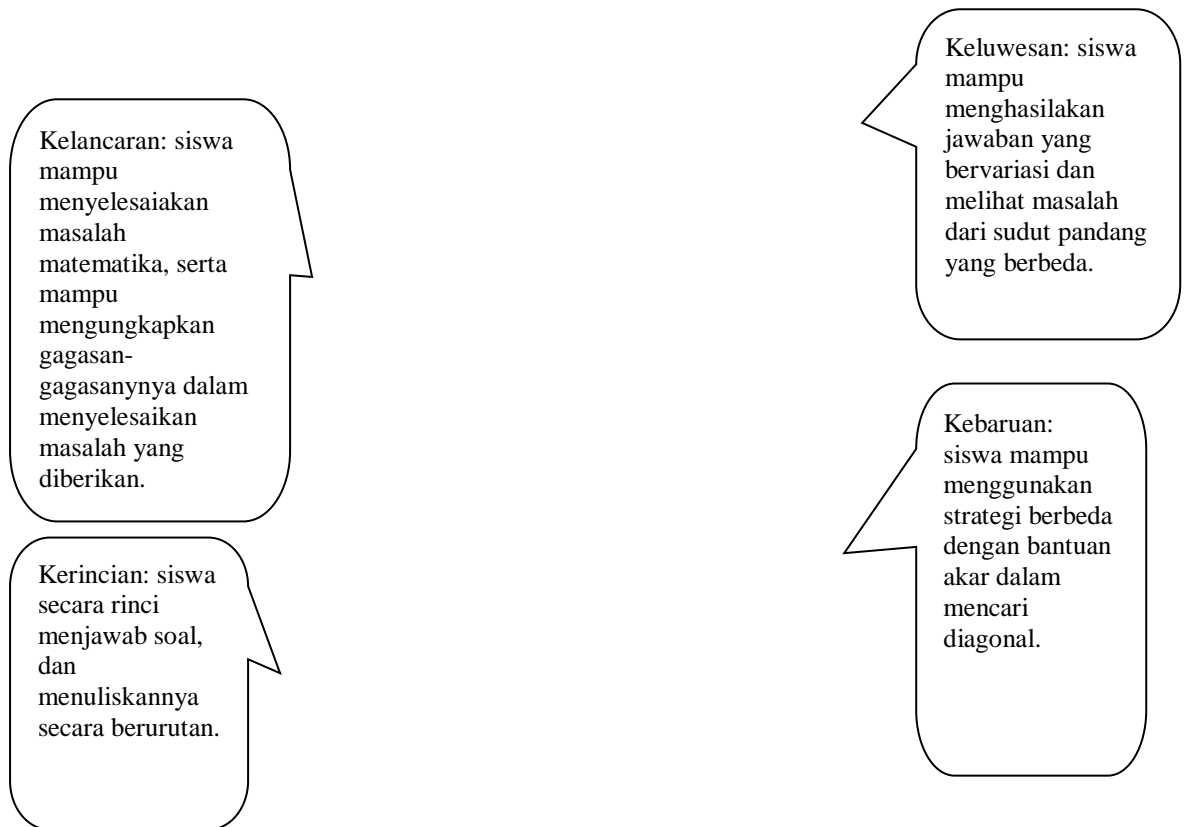 Kelancaran: siswa
mampu
menyelesaiakan
masalah
matematika, serta
mampu
mengungkapkan
gagasan-
gagasanynya dalam
menyelesaikan
masalah yang
diberikan.
Kerincian: siswa
secara rinci
menjawab soal,
dan
menuliskannya
secara berurutan.
Keluwesan: siswa
mampu
menghasilakan
jawaban yang
bervariasi dan
melihat masalah
dari sudut pandang
yang berbeda.
Kebaruan:
siswa mampu
menggunakan
strategi berbeda
dengan bantuan
akar dalam
mencari
diagonal.